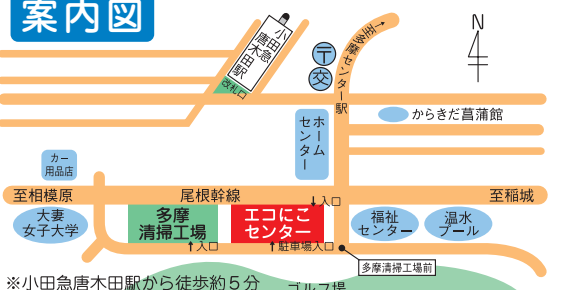 案内図
小田急
唐木田駅
改札口
〒
交
至多摩センター駅→
N
ホーム
センター
からきだ菖蒲館
カー
用品店
至相模原
尾根幹線
↓入口
至稲城
大妻
女子大学
多摩
清掃工場
↑入口
エコにこ
センター
↑駐車場入口
福祉
センター
温水
プール
多摩清掃工場前
※小田急唐木田駅から徒歩約5分
ゴルフ場